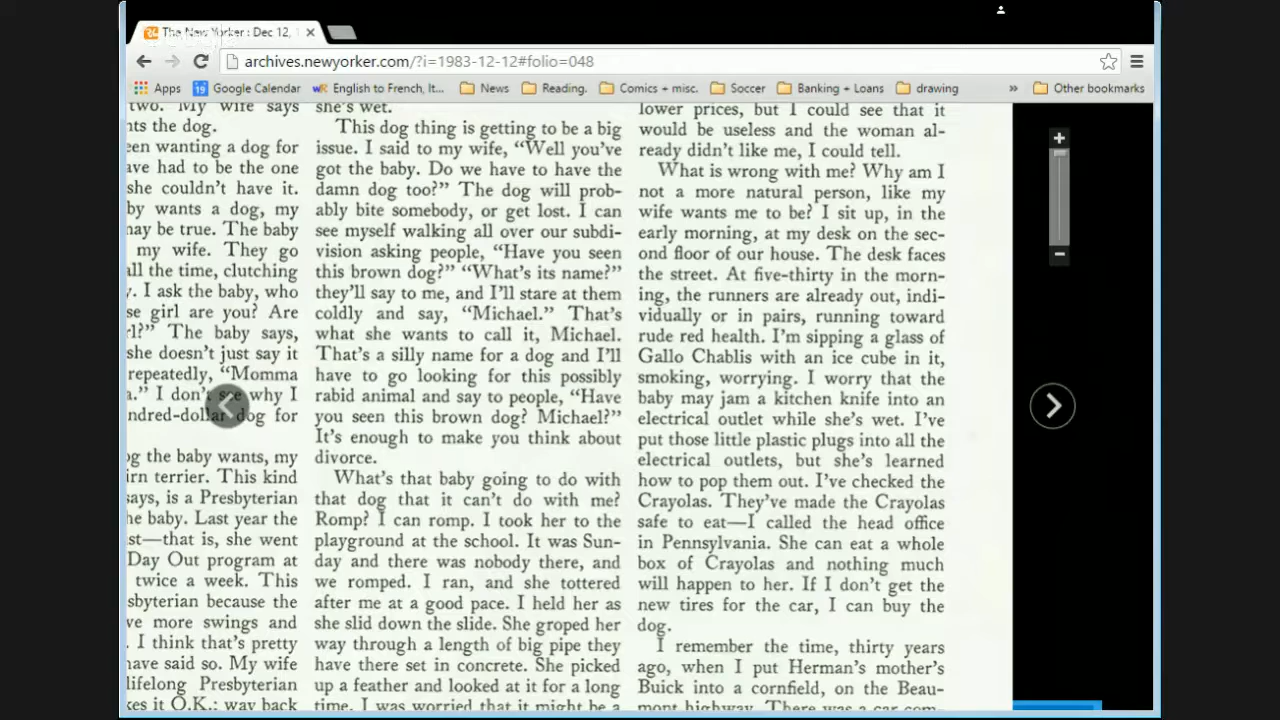 The New Yorker : Dec 12, 1
archives.newyorker.com/?i=1983-12-12#folio=048
Apps
19 Google Calendar
wR English to French, It...
News
Reading.
Comics + misc.
Soccer
Banking + Loans
drawing
»
Other bookmarks
two. My wife says
nts the dog.
een wanting a dog for
ave had to be the one
she couldn't have it.
by wants a dog, my
may be true. The baby
my wife. They go
all the time, clutching
. I ask the baby, who
se girl are you? Are
rl?" The baby says,
she doesn't just say it
repeatedly, "Momma
a." I don't see why I
ndred-dollar dog for
og the baby wants, my
irn terrier. This kind
says, is a Presbyterian
he baby. Last year the
st—that is, she went
Day Out program at
twice a week. This
sbyterian because the
ve more swings and
. I think that's pretty
have said so. My wife
lifelong Presbyterian
kes it O.K.; way back
she's wet.
This dog thing is getting to be a big
issue. I said to my wife, "Well you've
got the baby. Do we have to have the
damn dog too?" The dog will prob-
ably bite somebody, or get lost. I can
see myself walking all over our subdi-
vision asking people, "Have you seen
this brown dog?" "What's its name?"
they'll say to me, and I'll stare at them
coldly and say, "Michael." That's
what she wants to call it, Michael.
That's a silly name for a dog and I'll
have to go looking for this possibly
rabid animal and say to people, "Have
you seen this brown dog? Michael?"
It's enough to make you think about
divorce.
What's that baby going to do with
that dog that it can't do with me?
Romp? I can romp. I took her to the
playground at the school. It was Sun-
day and there was nobody there, and
we romped. I ran, and she tottered
after me at a good pace. I held her as
she slid down the slide. She groped her
way through a length of big pipe they
have there set in concrete. She picked
up a feather and looked at it for a long
time. I was worried that it might be a
lower prices, but I could see that it
would be useless and the woman al-
ready didn't like me, I could tell.
What is wrong with me? Why am I
not a more natural person, like my
wife wants me to be? I sit up, in the
early morning, at my desk on the sec-
ond floor of our house. The desk faces
the street. At five-thirty in the morn-
ing, the runners are already out, indi-
vidually or in pairs, running toward
rude red health. I'm sipping a glass of
Gallo Chablis with an ice cube in it,
smoking, worrying. I worry that the
baby may jam a kitchen knife into an
electrical outlet while she's wet. I've
put those little plastic plugs into all the
electrical outlets, but she's learned
how to pop them out. I've checked the
Crayolas. They've made the Crayolas
safe to eat—I called the head office
in Pennsylvania. She can eat a whole
box of Crayolas and nothing much
will happen to her. If I don't get the
new tires for the car, I can buy the
dog.
I remember the time, thirty years
ago, when I put Herman's mother's
Buick into a cornfield, on the Beau-
mont highway. There was a car com-